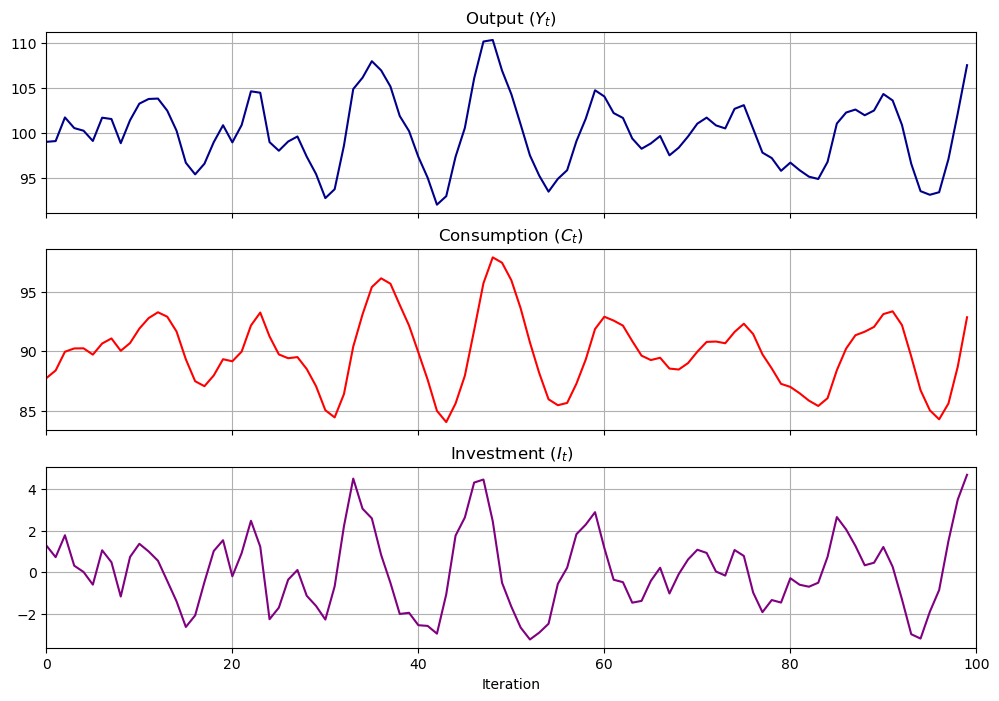 Output (Y_t)
110
105
100
95
Consumption (C_t)
95
90
85
Investment (I_t)
4
2
0
−2
0 20 40 60 80 100
Iteration